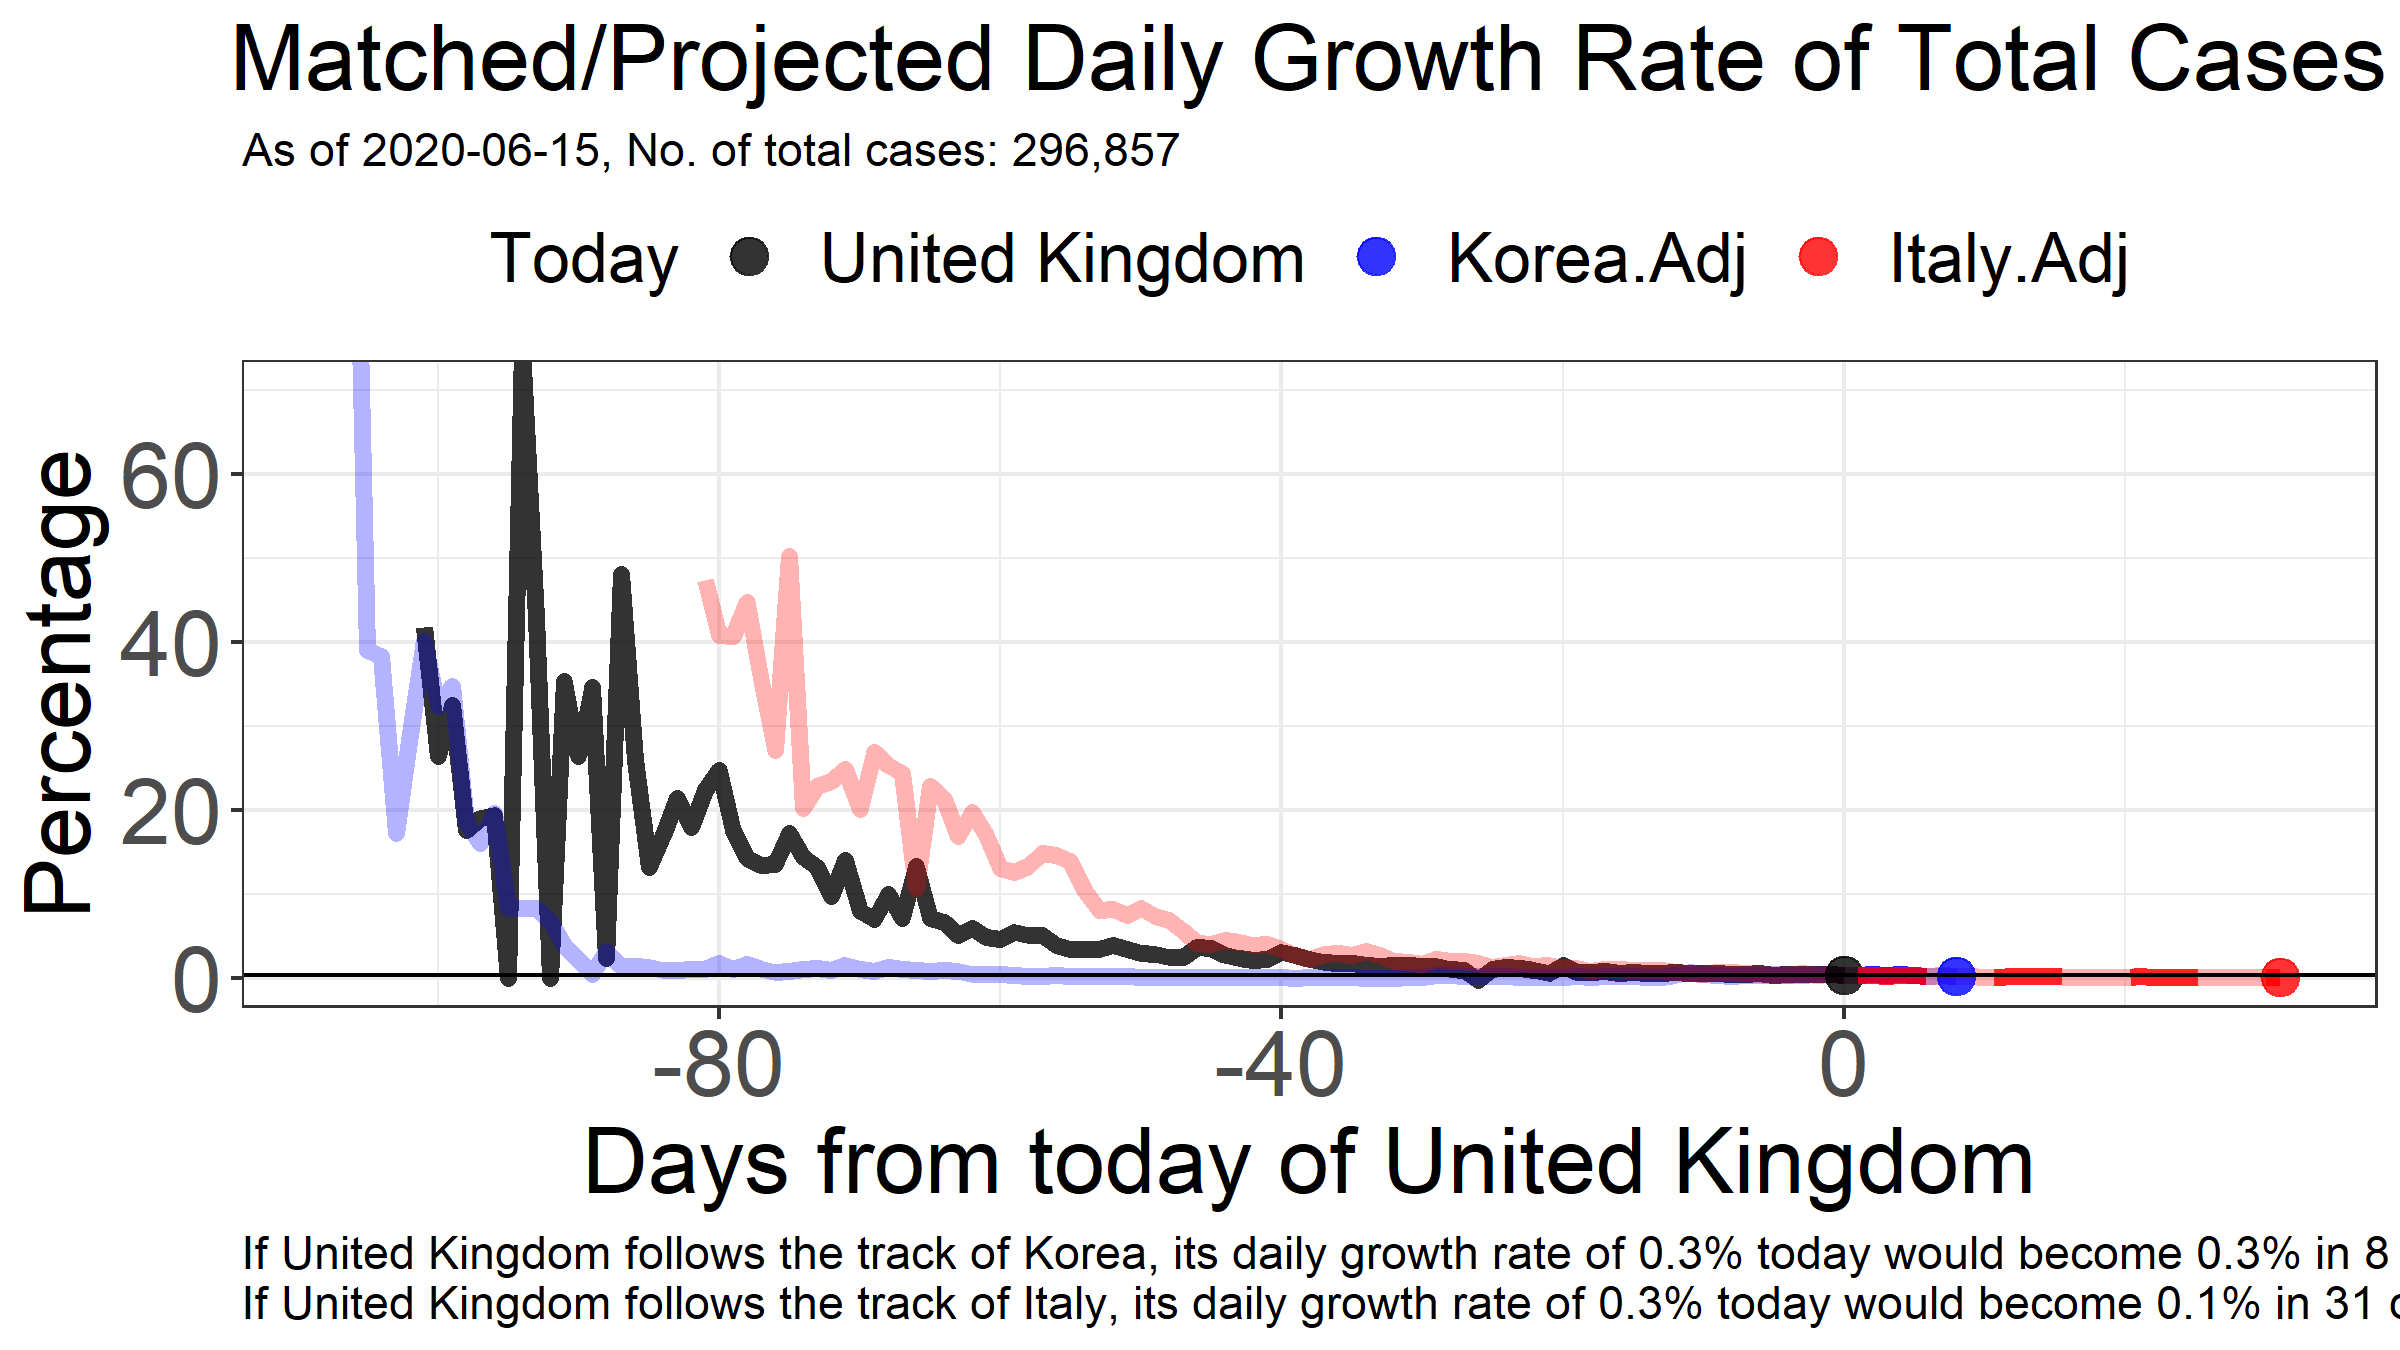 Matched/Projected Daily Growth Rate of Total Cases
As of 2020-06-15, No. of total cases: 296,857
Today United Kingdom Korea.Adj Italy.Adj
Percentage
60
40
20
0
-80 -40 0
Days from today of United Kingdom
If United Kingdom follows the track of Korea, its daily growth rate of 0.3% today would become 0.3% in 8
If United Kingdom follows the track of Italy, its daily growth rate of 0.3% today would become 0.1% in 31